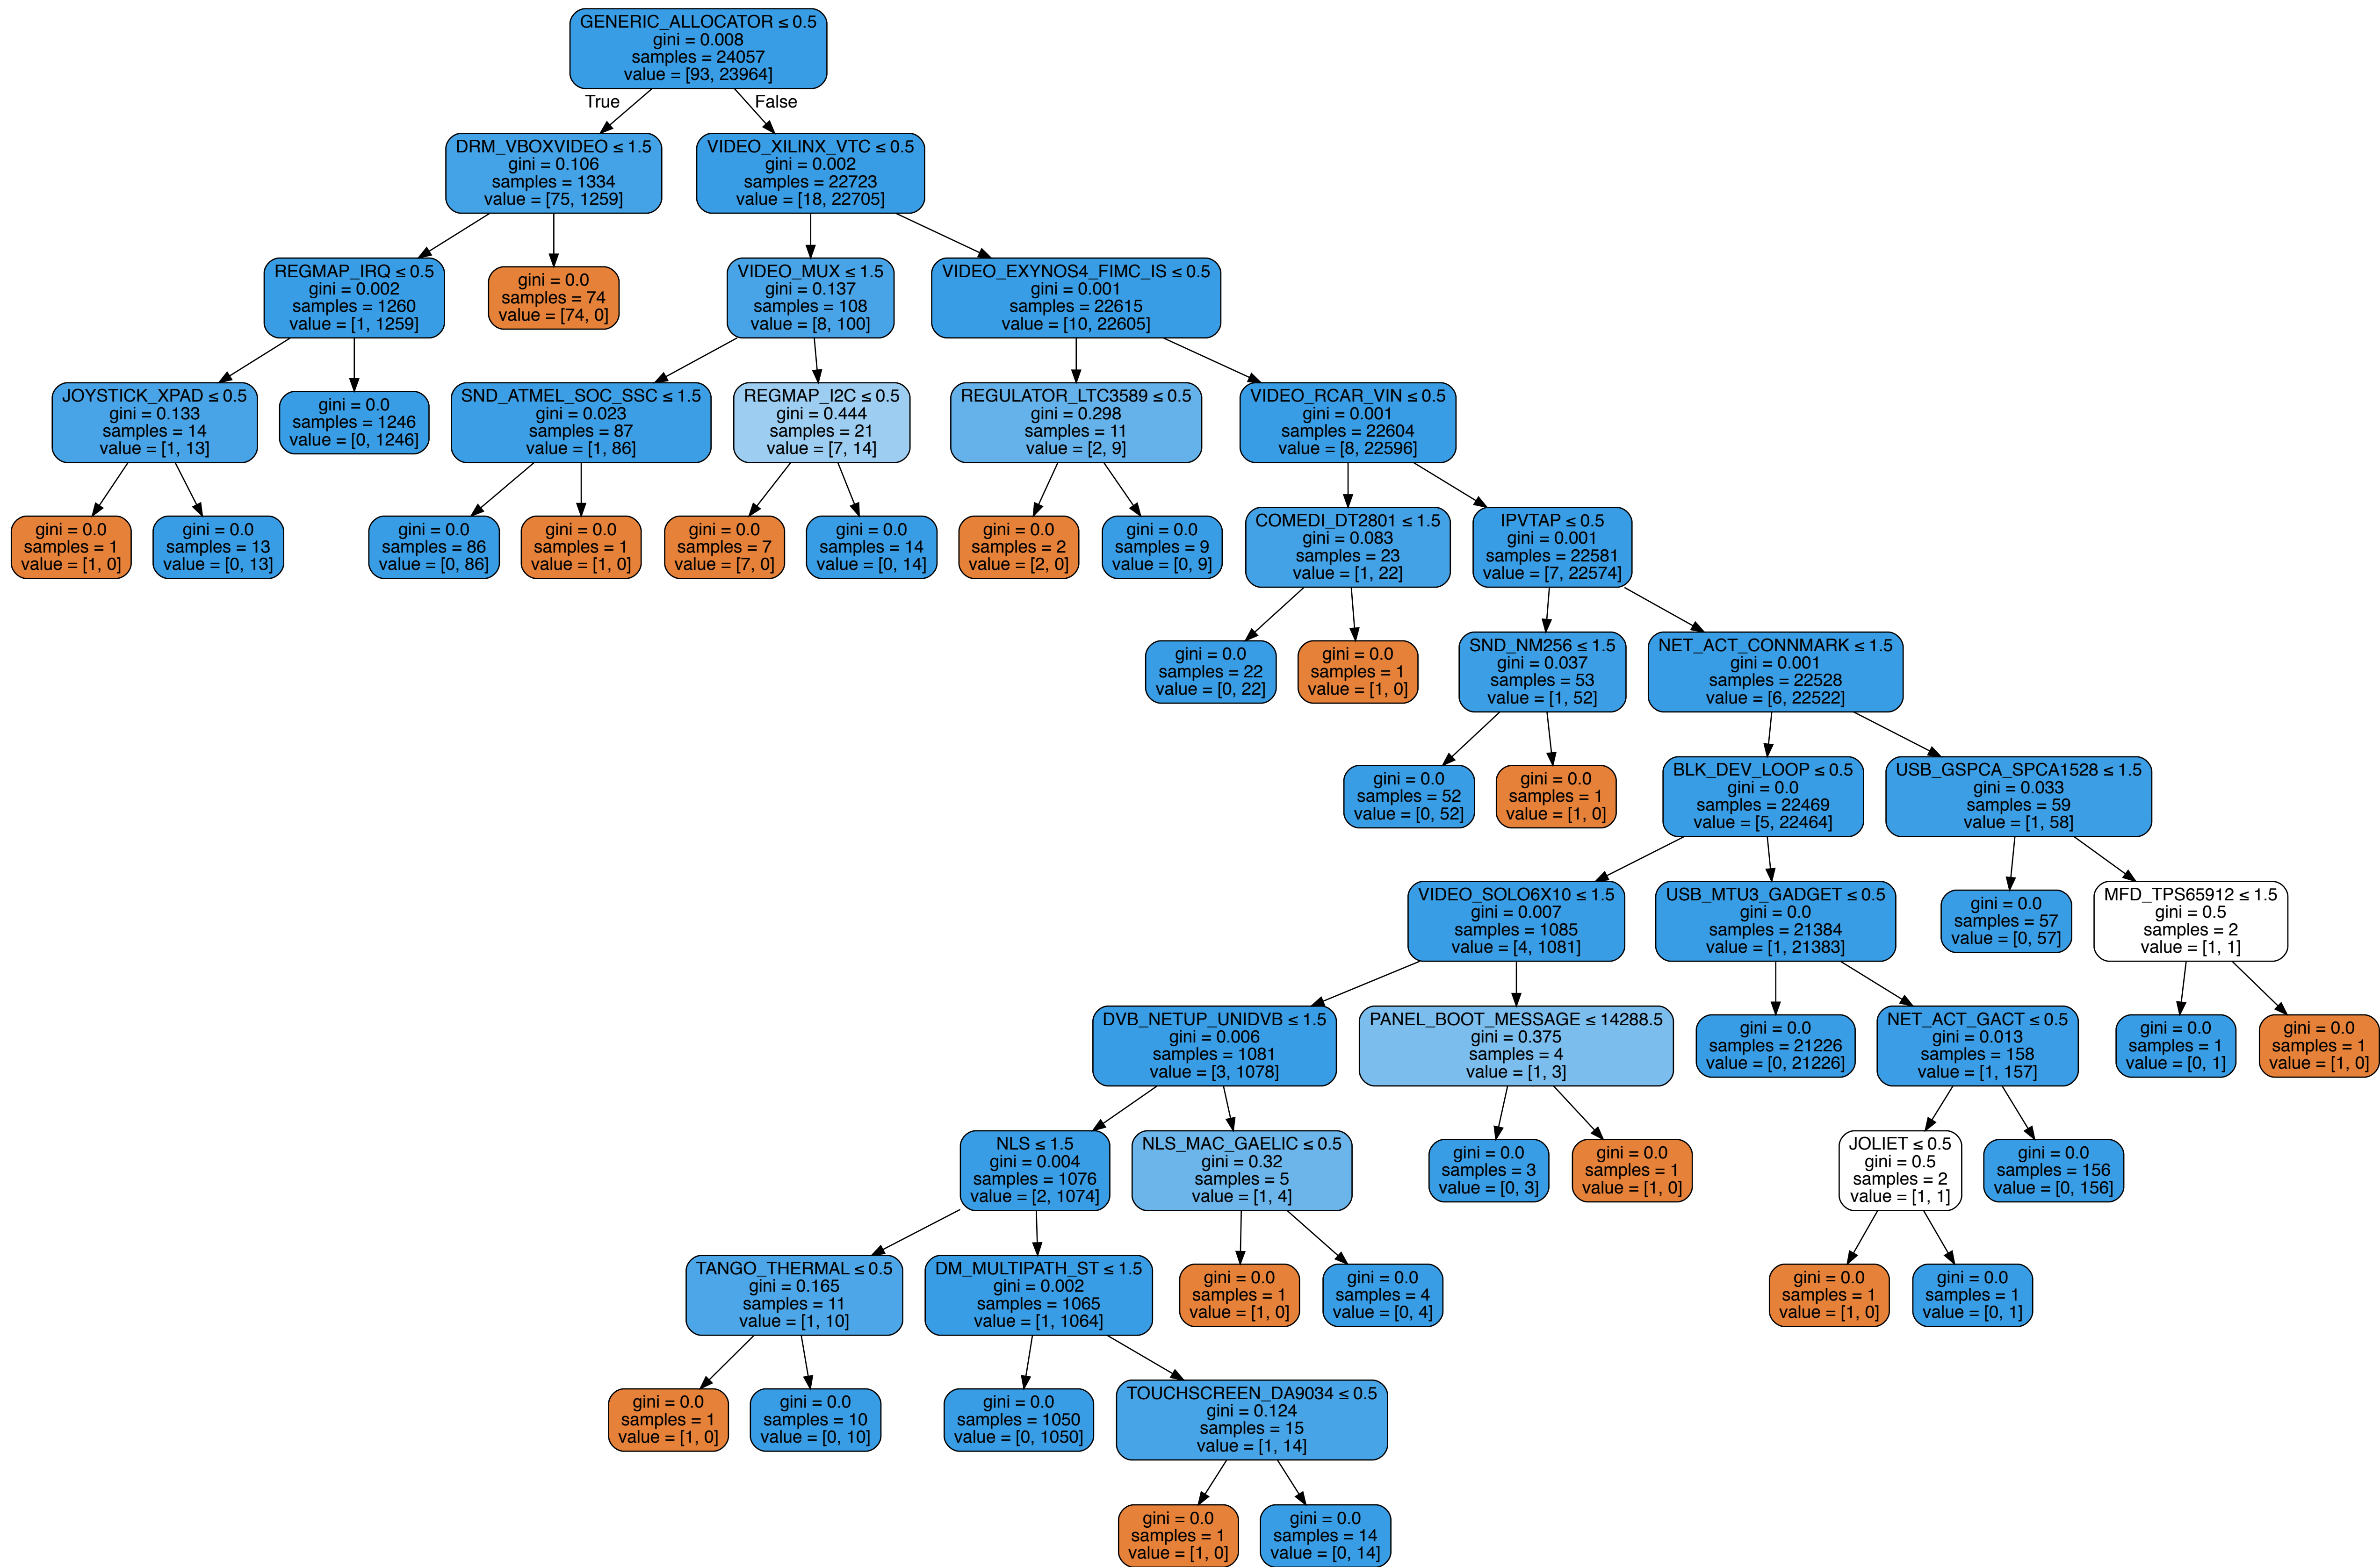 GENERIC_ALLOCATOR ≤ 0.5
gini = 0.008
samples = 24057
value = [93, 23964]
True
False
DRM_VBOXVIDEO ≤ 1.5
gini = 0.106
samples = 1334
value = [75, 1259]
VIDEO_XILINX_VTC ≤ 0.5
gini = 0.002
samples = 22723
value = [18, 22705]
REGMAP_IRQ ≤ 0.5
gini = 0.002
samples = 1260
value = [1, 1259]
gini = 0.0
samples = 74
value = [74, 0]
VIDEO_MUX ≤ 1.5
gini = 0.137
samples = 108
value = [8, 100]
VIDEO_EXYNOS4_FIMC_IS ≤ 0.5
gini = 0.001
samples = 22615
value = [10, 22605]
JOYSTICK_XPAD ≤ 0.5
gini = 0.133
samples = 14
value = [1, 13]
gini = 0.0
samples = 1246
value = [0, 1246]
SND_ATMEL_SOC_SSC ≤ 1.5
gini = 0.023
samples = 87
value = [1, 86]
REGMAP_I2C ≤ 0.5
gini = 0.444
samples = 21
value = [7, 14]
REGULATOR_LTC3589 ≤ 0.5
gini = 0.298
samples = 11
value = [2, 9]
VIDEO_RCAR_VIN ≤ 0.5
gini = 0.001
samples = 22604
value = [8, 22596]
gini = 0.0
samples = 1
value = [1, 0]
gini = 0.0
samples = 13
value = [0, 13]
gini = 0.0
samples = 86
value = [0, 86]
gini = 0.0
samples = 1
value = [1, 0]
gini = 0.0
samples = 7
value = [7, 0]
gini = 0.0
samples = 14
value = [0, 14]
gini = 0.0
samples = 2
value = [2, 0]
gini = 0.0
samples = 9
value = [0, 9]
COMEDI_DT2801 ≤ 1.5
gini = 0.083
samples = 23
value = [1, 22]
IPVTAP ≤ 0.5
gini = 0.001
samples = 22581
value = [7, 22574]
gini = 0.0
samples = 22
value = [0, 22]
gini = 0.0
samples = 1
value = [1, 0]
SND_NM256 ≤ 1.5
gini = 0.037
samples = 53
value = [1, 52]
NET_ACT_CONNMARK ≤ 1.5
gini = 0.001
samples = 22528
value = [6, 22522]
gini = 0.0
samples = 52
value = [0, 52]
gini = 0.0
samples = 1
value = [1, 0]
BLK_DEV_LOOP ≤ 0.5
gini = 0.0
samples = 22469
value = [5, 22464]
USB_GSPCA_SPCA1528 ≤ 1.5
gini = 0.033
samples = 59
value = [1, 58]
VIDEO_SOLO6X10 ≤ 1.5
gini = 0.007
samples = 1085
value = [4, 1081]
USB_MTU3_GADGET ≤ 0.5
gini = 0.0
samples = 21384
value = [1, 21383]
gini = 0.0
samples = 57
value = [0, 57]
MFD_TPS65912 ≤ 1.5
gini = 0.5
samples = 2
value = [1, 1]
DVB_NETUP_UNIDVB ≤ 1.5
gini = 0.006
samples = 1081
value = [3, 1078]
PANEL_BOOT_MESSAGE ≤ 14288.5
gini = 0.375
samples = 4
value = [1, 3]
gini = 0.0
samples = 21226
value = [0, 21226]
NET_ACT_GACT ≤ 0.5
gini = 0.013
samples = 158
value = [1, 157]
gini = 0.0
samples = 1
value = [0, 1]
gini = 0.0
samples = 1
value = [1, 0]
NLS ≤ 1.5
gini = 0.004
samples = 1076
value = [2, 1074]
NLS_MAC_GAELIC ≤ 0.5
gini = 0.32
samples = 5
value = [1, 4]
gini = 0.0
samples = 3
value = [0, 3]
gini = 0.0
samples = 1
value = [1, 0]
JOLIET ≤ 0.5
gini = 0.5
samples = 2
value = [1, 1]
gini = 0.0
samples = 156
value = [0, 156]
TANGO_THERMAL ≤ 0.5
gini = 0.165
samples = 11
value = [1, 10]
DM_MULTIPATH_ST ≤ 1.5
gini = 0.002
samples = 1065
value = [1, 1064]
gini = 0.0
samples = 1
value = [1, 0]
gini = 0.0
samples = 4
value = [0, 4]
gini = 0.0
samples = 1
value = [1, 0]
gini = 0.0
samples = 1
value = [0, 1]
gini = 0.0
samples = 1
value = [1, 0]
gini = 0.0
samples = 10
value = [0, 10]
gini = 0.0
samples = 1050
value = [0, 1050]
TOUCHSCREEN_DA9034 ≤ 0.5
gini = 0.124
samples = 15
value = [1, 14]
gini = 0.0
samples = 1
value = [1, 0]
gini = 0.0
samples = 14
value = [0, 14]